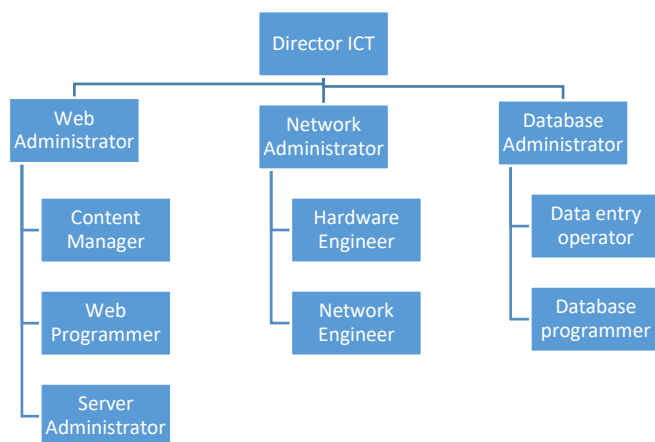 Director ICT
Web
Administrator
Network
Administrator
Database
Administrator
Content
Manager
Hardware
Engineer
Data entry
operator
Web
Programmer
Network
Engineer
Database
programmer
Server
Administrator